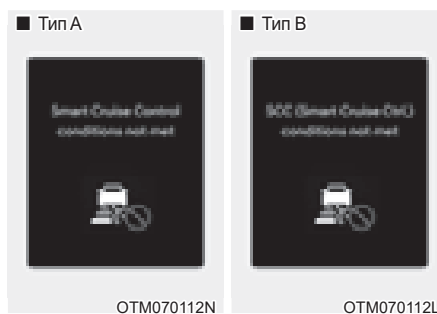 ■ Тип A
Smart Cruise Control
conditions not met
OTM070112N
■ Тип B
SCC (Smart Cruise Ctrl.)
conditions not met
OTM070112L